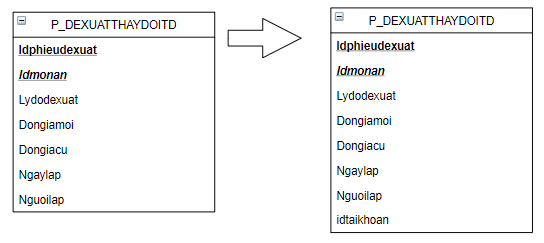 P_DEXUATTHAYDOITD
Idphieudexuat
Idmonan
Lydodexuat
Dongiamoi
Dongiacu
Ngaylap
Nguoilap
P_DEXUATTHAYDOITD
Idphieudexuat
Idmonan
Lydodexuat
Dongiamoi
Dongiacu
Ngaylap
Nguoilap
idtaikhoan